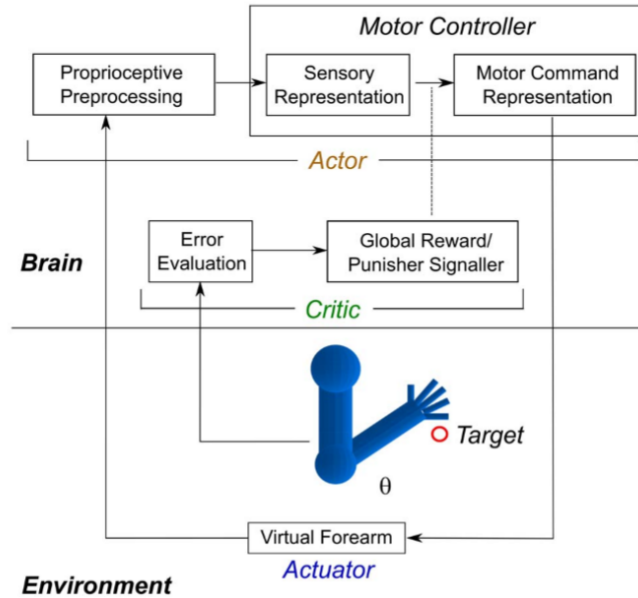 Motor Controller
Proprioceptive
Preprocessing
Sensory
Representation
Motor Command
Representation
Actor
Error
Evaluation
Global Reward/
Punisher Signaller
Brain
Critic
Target
θ
Virtual Forearm
Actuator
Environment